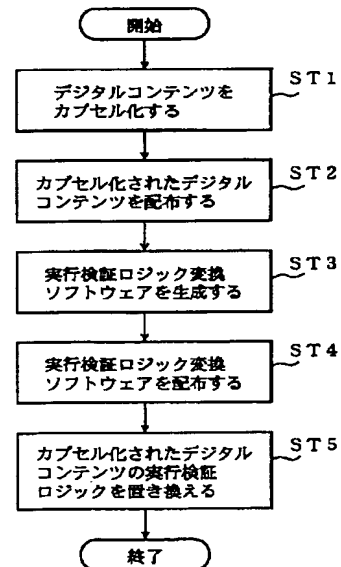 開始
ST1
デジタルコンテンツを
カプセル化する
ST2
カプセル化されたデジタル
コンテンツを配布する
ST3
実行検証ロジック変換
ソフトウェアを生成する
ST4
実行検証ロジック変換
ソフトウェアを配布する
ST5
カプセル化されたデジタル
コンテンツの実行検証
ロジックを置き換える
終了